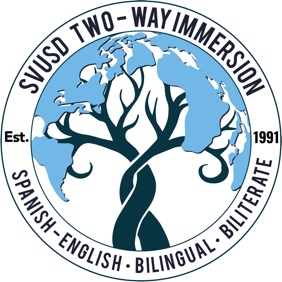 SVUSD TWO-WAY IMMERSION
Est.
1991
SPANISH-ENGLISH • BILINGUAL • BILITERATE